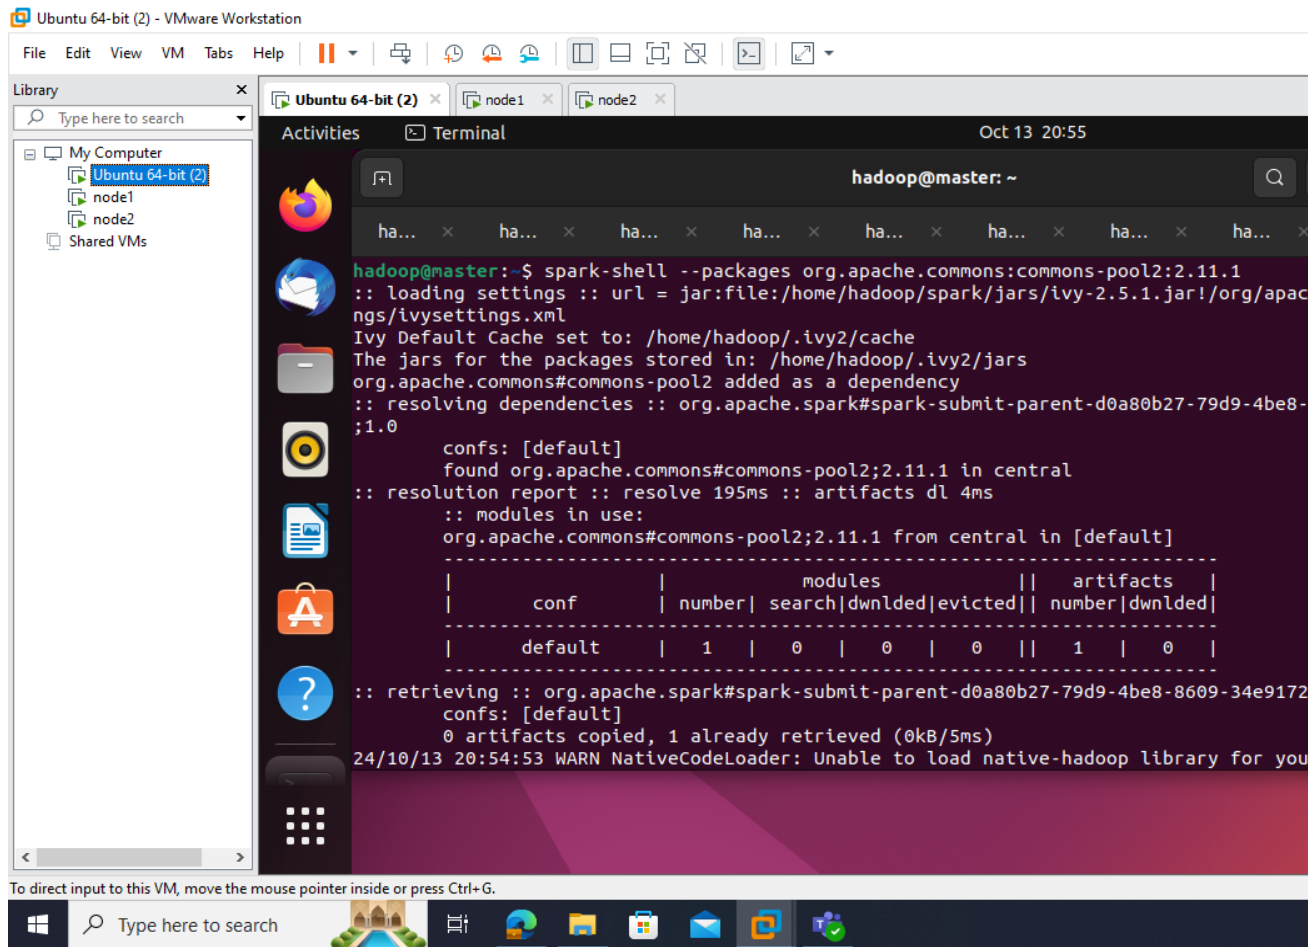 Ubuntu 64-bit (2) - VMware Workstation
File Edit View VM Tabs Help
Library
Type here to search
My Computer
Ubuntu 64-bit (2)
node1
node2
Shared VMs
Ubuntu 64-bit (2) node1 node2
Activities Terminal Oct 13 20:55
hadoop@master: ~
ha... ha... ha... ha... ha... ha... ha... ha...
hadoop@master:~$ spark-shell --packages org.apache.commons:commons-pool2:2.11.1
:: loading settings :: url = jar:file:/home/hadoop/spark/jars/ivy-2.5.1.jar!/org/apac
ngs/ivysettings.xml
Ivy Default Cache set to: /home/hadoop/.ivy2/cache
The jars for the packages stored in: /home/hadoop/.ivy2/jars
org.apache.commons#commons-pool2 added as a dependency
:: resolving dependencies :: org.apache.spark#spark-submit-parent-d0a80b27-79d9-4be8-
;1.0
confs: [default]
found org.apache.commons#commons-pool2;2.11.1 in central
:: resolution report :: resolve 195ms :: artifacts dl 4ms
:: modules in use:
org.apache.commons#commons-pool2;2.11.1 from central in [default]
---------------------------------------------------------------------
| | modules || artifacts |
| conf | number| search|dwnlded|evicted|| number|dwnlded|
---------------------------------------------------------------------
| default | 1 | 0 | 0 | 0 || 1 | 0 |
---------------------------------------------------------------------
:: retrieving :: org.apache.spark#spark-submit-parent-d0a80b27-79d9-4be8-8609-34e9172
confs: [default]
0 artifacts copied, 1 already retrieved (0kB/5ms)
24/10/13 20:54:53 WARN NativeCodeLoader: Unable to load native-hadoop library for you
To direct input to this VM, move the mouse pointer inside or press Ctrl+G.
Type here to search